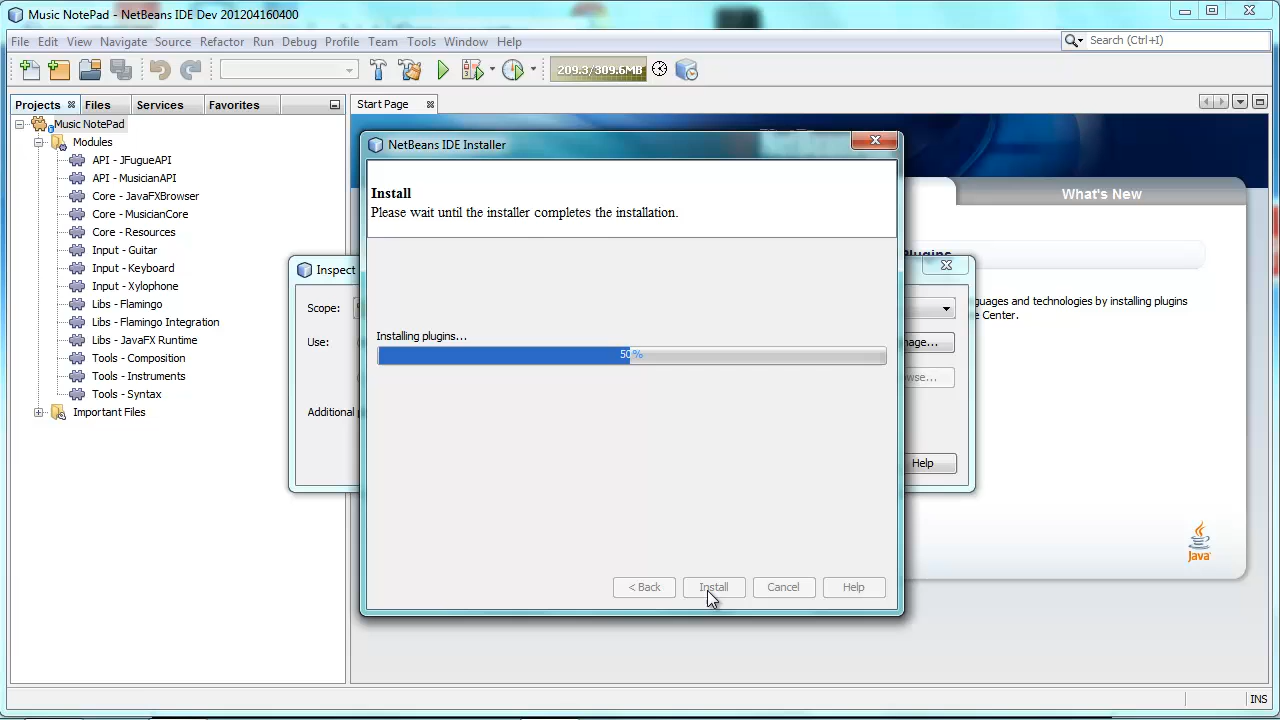 Music NotePad - NetBeans IDE Dev 201204160400
File Edit View Navigate Source Refactor Run Debug Profile Team Tools Window Help
Search (Ctrl+I)
209.3/309.6MB
Projects Files Services Favorites
Start Page
Music NotePad
Modules
API - JFugueAPI
API - MusicianAPI
Core - JavaFXBrowser
Core - MusicianCore
Core - Resources
Input - Guitar
Input - Keyboard
Input - Xylophone
Libs - Flamingo
Libs - Flamingo Integration
Libs - JavaFX Runtime
Tools - Composition
Tools - Instruments
Tools - Syntax
Important Files
What's New
Plugins
guages and technologies by installing plugins
e Center.
Java
Inspect
Scope:
Use:
age...
wse...
Additional
Help
NetBeans IDE Installer
Install
Please wait until the installer completes the installation.
Installing plugins...
50%
< Back Install Cancel Help
INS